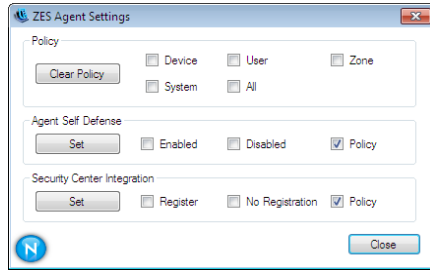 ZES Agent Settings
Policy
Clear Policy
Device User Zone
System All
Agent Self Defense
Set Enabled Disabled Policy
Security Center Integration
Set Register No Registration Policy
N
Close